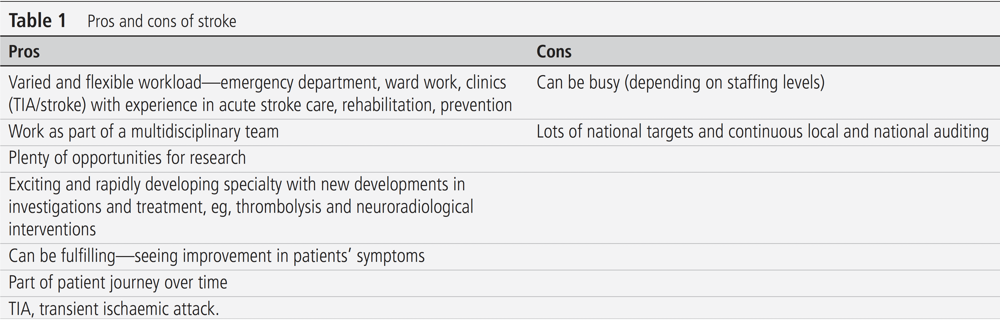 Table 1 Pros and cons of stroke
Pros Cons
Varied and flexible workload—emergency department, ward work, clinics Can be busy (depending on staffing levels)
(TIA/stroke) with experience in acute stroke care, rehabilitation, prevention
Work as part of a multidisciplinary team Lots of national targets and continuous local and national auditing
Plenty of opportunities for research
Exciting and rapidly developing specialty with new developments in
investigations and treatment, eg, thrombolysis and neuroradiological
interventions
Can be fulfilling—seeing improvement in patients’ symptoms
Part of patient journey over time
TIA, transient ischaemic attack.